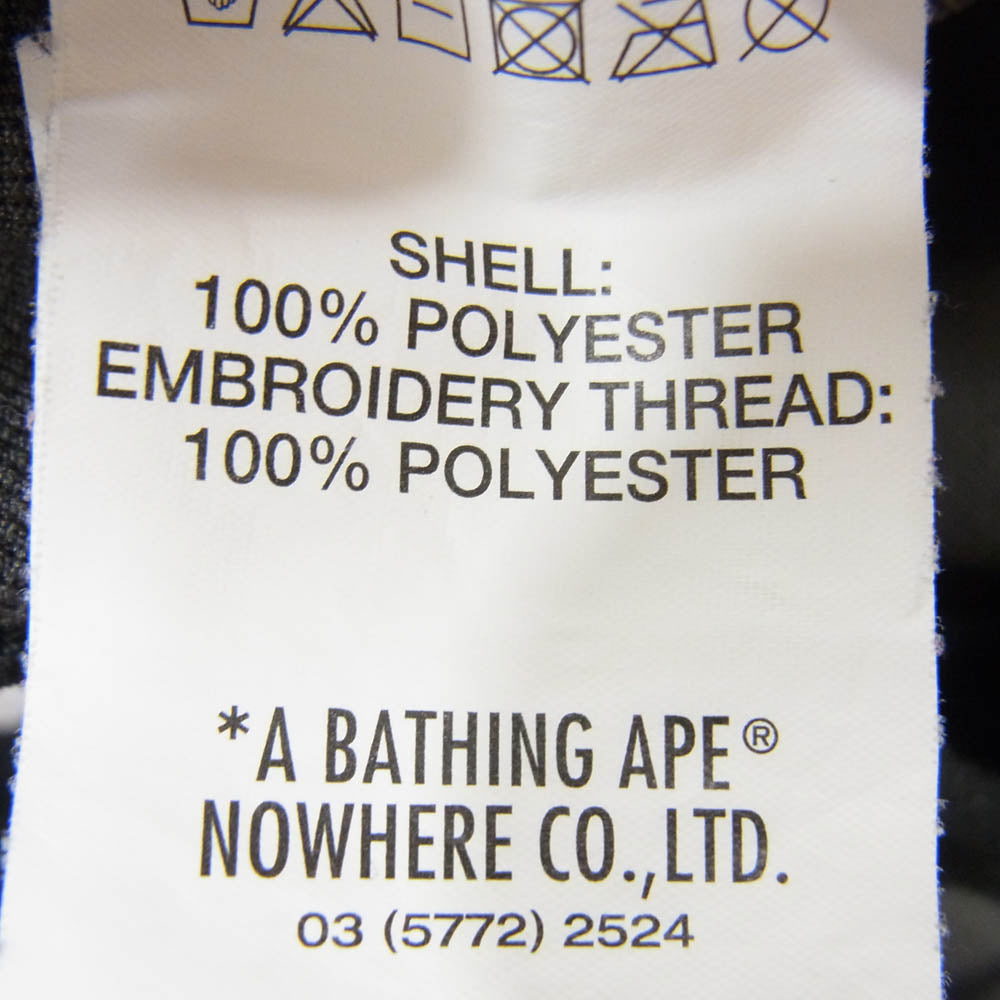 SHELL:
100% POLYESTER
EMBROIDERY THREAD:
100% POLYESTER
*A BATHING APE®
NOWHERE CO.,LTD.
03 (5772) 2524